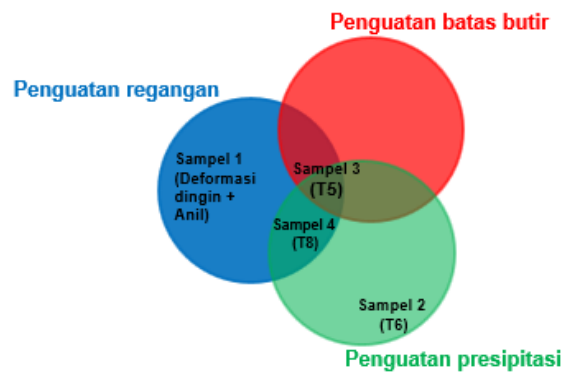 Penguatan batas butir
Penguatan regangan
Sampel 1
(Deformasi
dingin +
Anil)
Sampel 3
(T5)
Sampel 4
(T8)
Sampel 2
(T6)
Penguatan presipitasi